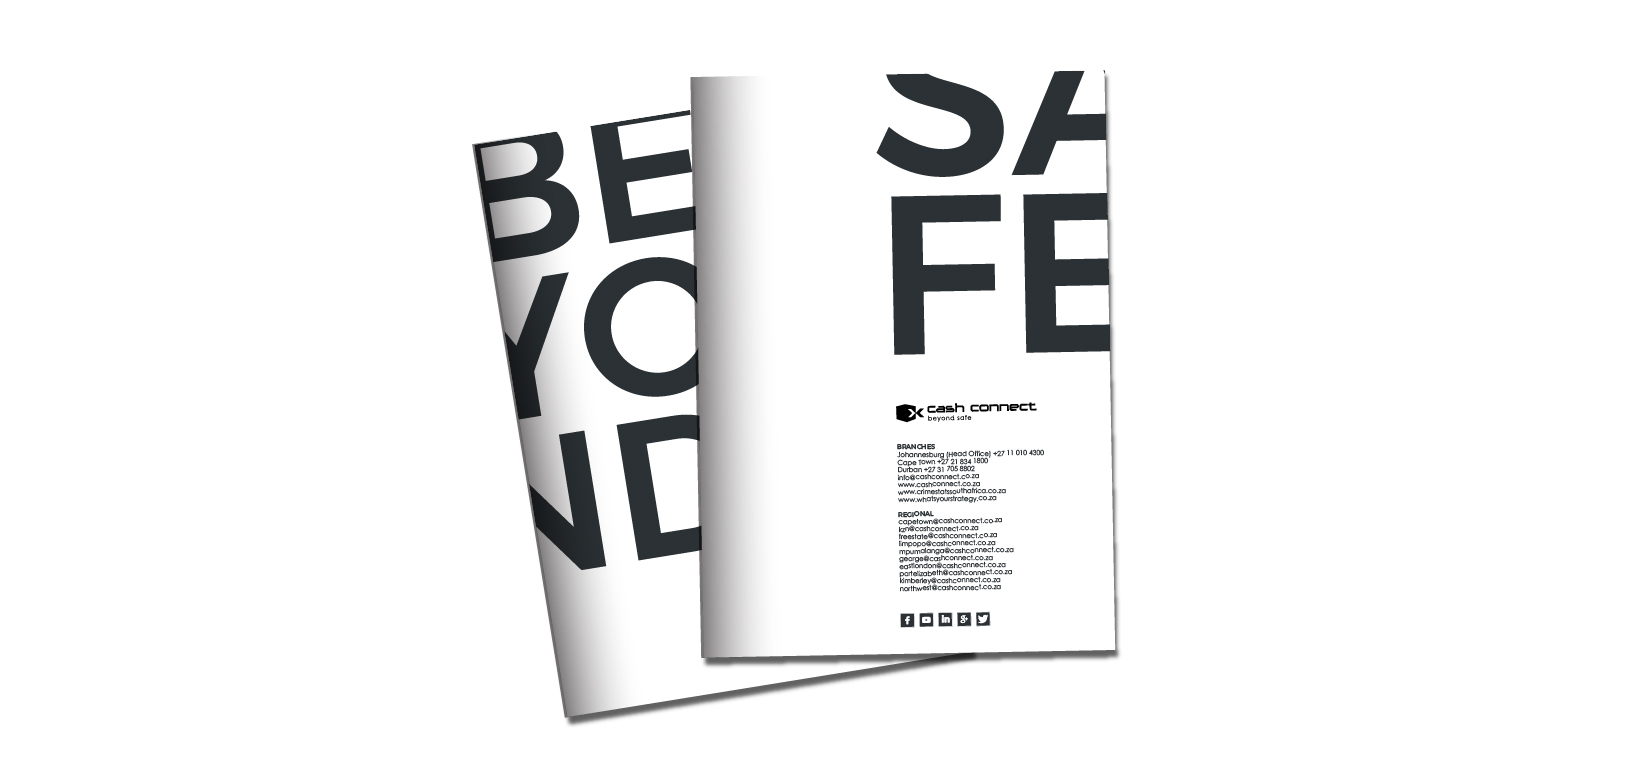 BE
YO
ND
SA
FE
cash connect
beyond safe
BRANCHES
Johannesburg (Head Office) +27 11 010 4300
Cape Town +27 21 834 1800
Durban +27 31 705 8802
info@cashconnect.co.za
www.cashconnect.co.za
www.crimestatssouthafrica.co.za
www.whatsyourstrategy.co.za
REGIONAL
capetown@cashconnect.co.za
kzn@cashconnect.co.za
freestate@cashconnect.co.za
limpopo@cashconnect.co.za
mpumalanga@cashconnect.co.za
george@cashconnect.co.za
eastlondon@cashconnect.co.za
portelizabeth@cashconnect.co.za
kimberley@cashconnect.co.za
northwest@cashconnect.co.za